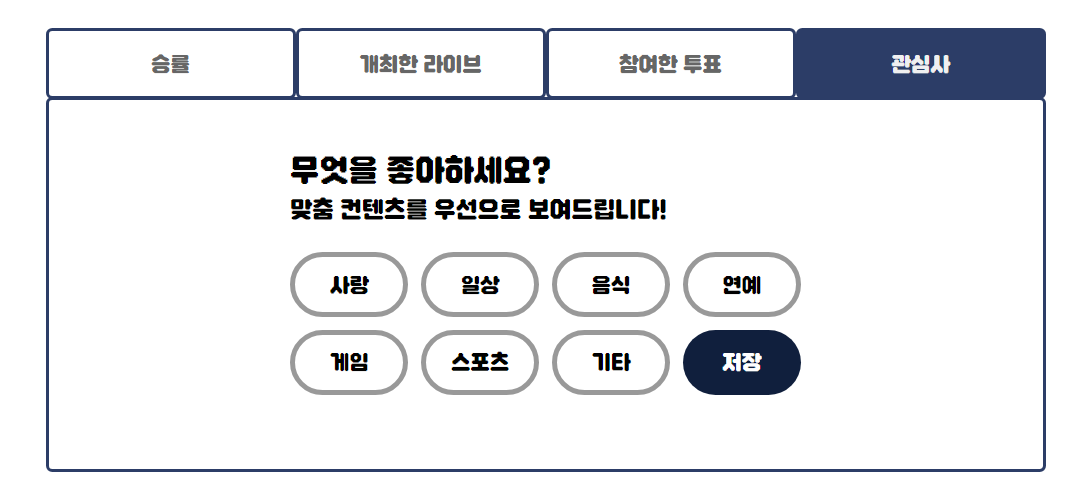 승률 개최한 라이브 참여한 투표 관심사
무엇을 좋아하세요?
맞춤 컨텐츠를 우선으로 보여드립니다!
사랑 일상 음식 연예
게임 스포츠 기타 저장